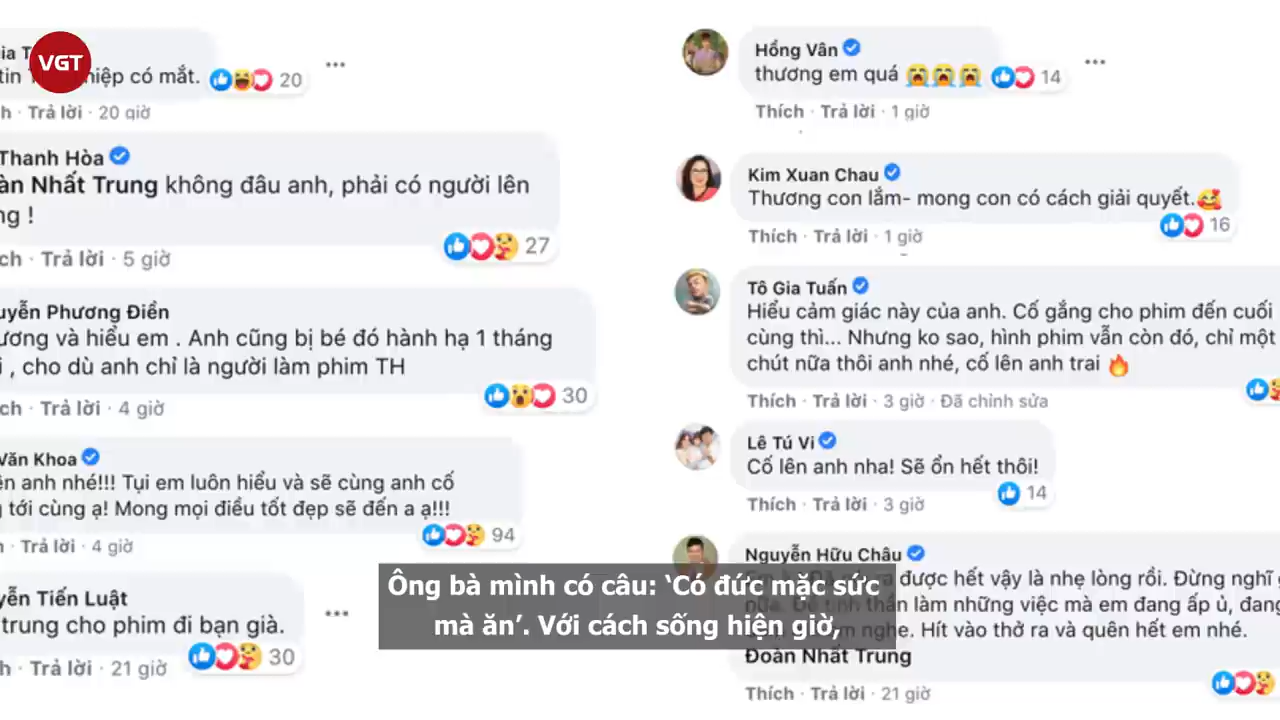 VGT
có mắt.
20
Trả lời · 20 giờ
Thanh Hòa
Nhất Trung không đâu anh, phải có người lên
!
27
Trả lời · 5 giờ
Phương Điền
và hiểu em . Anh cũng bị bé đó hành hạ 1 tháng
, cho dù anh chỉ là người làm phim TH
30
Trả lời · 4 giờ
Văn Khoa
anh nhé!!! Tụi em luôn hiểu và sẽ cùng anh cố
tới cùng ạ! Mong mọi điều tốt đẹp sẽ đến a ạ!!!
94
Trả lời · 4 giờ
Tiến Luật
trung cho phim đi bạn già.
30
Trả lời · 21 giờ
Hồng Vân
thương em quá 😭😭😭
14
Thích · Trả lời · 1 giờ
Kim Xuan Chau
Thương con lắm- mong con có cách giải quyết.🥰
16
Thích · Trả lời · 1 giờ
Tô Gia Tuấn
Hiểu cảm giác này của anh. Cố gắng cho phim đến cuối
cùng thì... Nhưng ko sao, hình phim vẫn còn đó, chỉ một
chút nữa thôi anh nhé, cố lên anh trai 🔥
Thích · Trả lời · 3 giờ · Đã chỉnh sửa
Lê Tú Vi
Cố lên anh nha! Sẽ ổn hết thôi!
14
Thích · Trả lời · 3 giờ
Nguyễn Hữu Châu
được hết vậy là nhẹ lòng rồi. Đừng nghĩ
thần làm những việc mà em đang ấp ủ, đang
nghe. Hít vào thở ra và quên hết em nhé.
Đoàn Nhất Trung
Thích · Trả lời · 21 giờ
Ông bà mình có câu: ‘Có đức mặc sức
mà ăn’. Với cách sống hiện giờ,